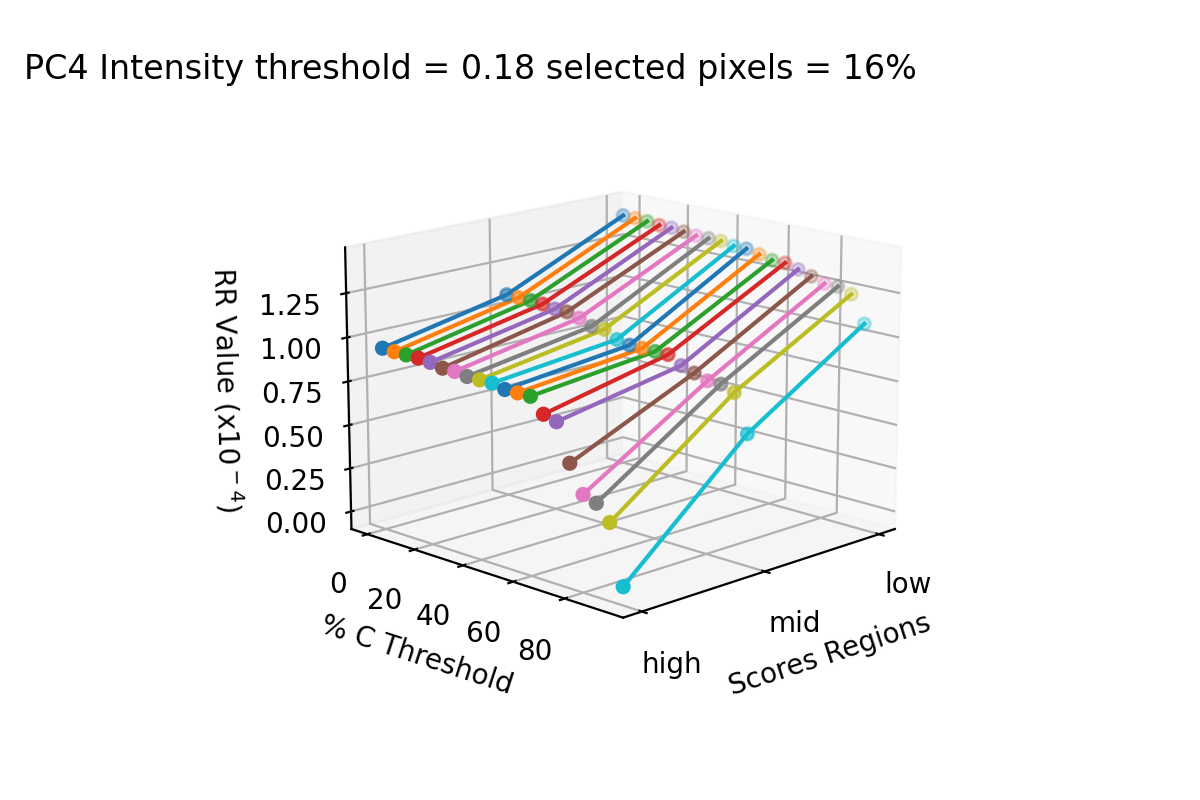 PC4 Intensity threshold = 0.18 selected pixels = 16%
RR Value (x10⁻⁴)
1.25
1.00
0.75
0.50
0.25
0.00
0
20
40
60
80
% C Threshold
high
mid
low
Scores Regions